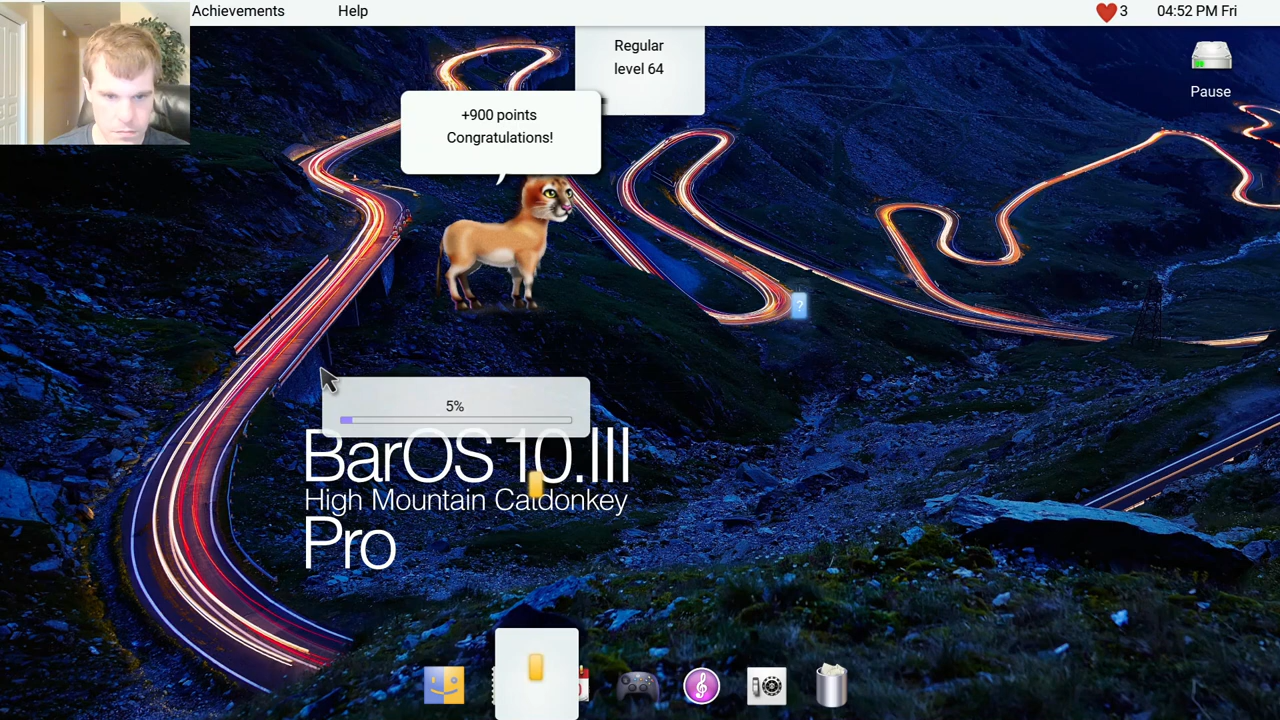 Achievements
Help
3
04:52 PM Fri
Regular
level 64
Pause
+900 points
Congratulations!
?
5%
BarOS 10.III
High Mountain Catdonkey
Pro